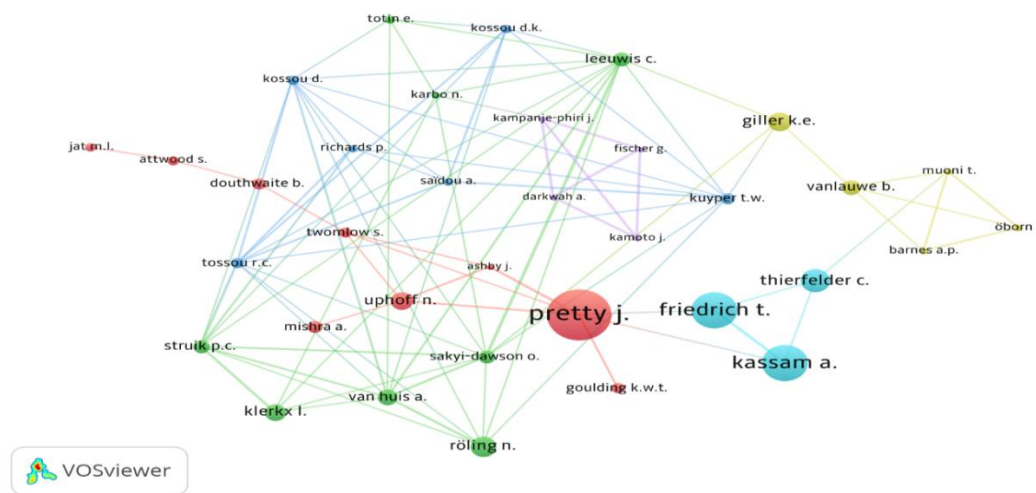 totin e.
kossou d.k.
leeuwis c.
kossou d.
karbo n.
kampanje-phiri j.
giller k.e.
jat m.l.
attwood s.
richards p.
fischer g.
muoni t.
douthwaite b.
saïdou a.
darkwah a.
kuyper t.w.
vanlauwe b.
öborn
twomlow s.
kamoto j.
barnes a.p.
tossou r.c.
ashby j.
thierfelder c.
uphoff n.
pretty j.
friedrich t.
mishra a.
struik p.c.
sakyi-dawson o.
kassam a.
goulding k.w.t.
van huis a.
klerkx l.
röling n.
VOSviewer